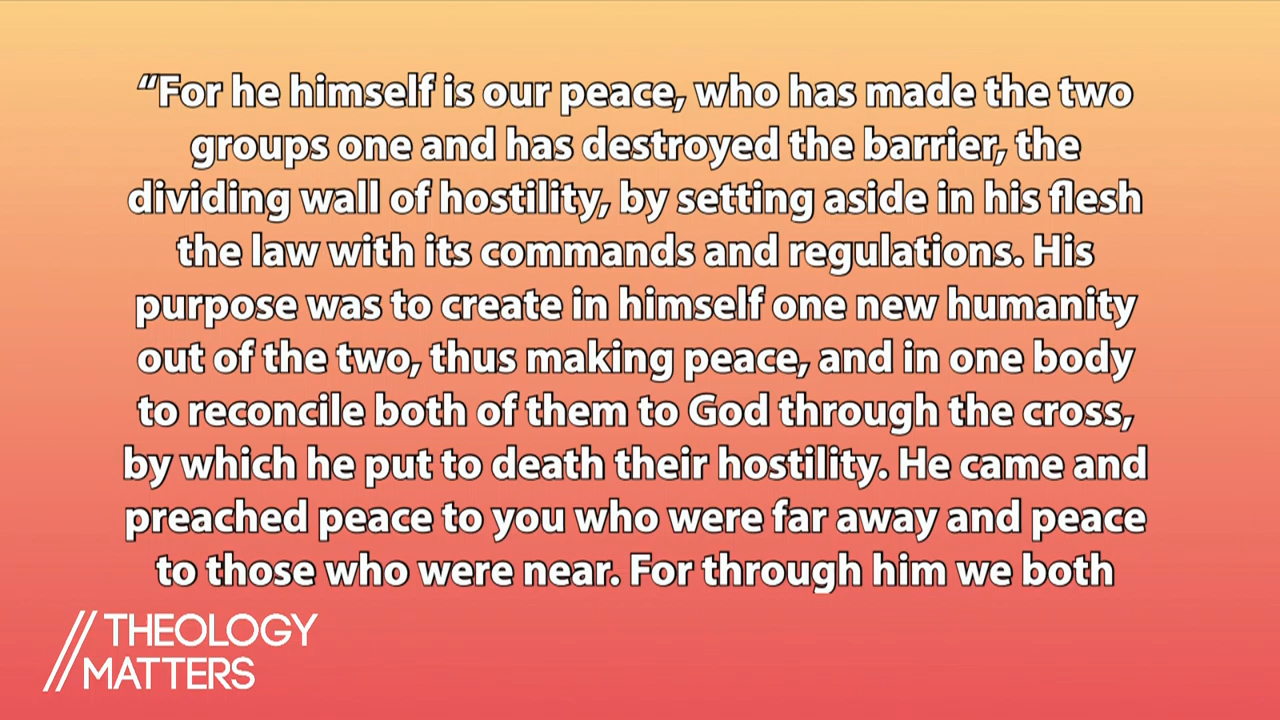 “For he himself is our peace, who has made the two
groups one and has destroyed the barrier, the
dividing wall of hostility, by setting aside in his flesh
the law with its commands and regulations. His
purpose was to create in himself one new humanity
out of the two, thus making peace, and in one body
to reconcile both of them to God through the cross,
by which he put to death their hostility. He came and
preached peace to you who were far away and peace
to those who were near. For through him we both
//THEOLOGY
MATTERS